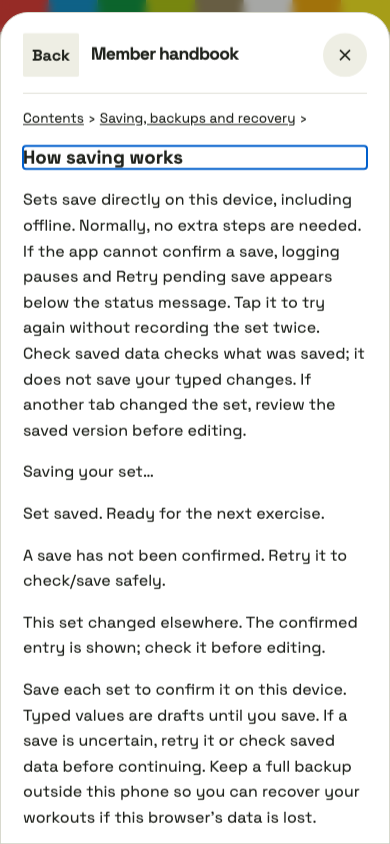 Back Member handbook ×
Contents > Saving, backups and recovery >
How saving works
Sets save directly on this device, including
offline. Normally, no extra steps are needed.
If the app cannot confirm a save, logging
pauses and Retry pending save appears
below the status message. Tap it to try
again without recording the set twice.
Check saved data checks what was saved; it
does not save your typed changes. If
another tab changed the set, review the
saved version before editing.
Saving your set…
Set saved. Ready for the next exercise.
A save has not been confirmed. Retry it to
check/save safely.
This set changed elsewhere. The confirmed
entry is shown; check it before editing.
Save each set to confirm it on this device.
Typed values are drafts until you save. If a
save is uncertain, retry it or check saved
data before continuing. Keep a full backup
outside this phone so you can recover your
workouts if this browser's data is lost.